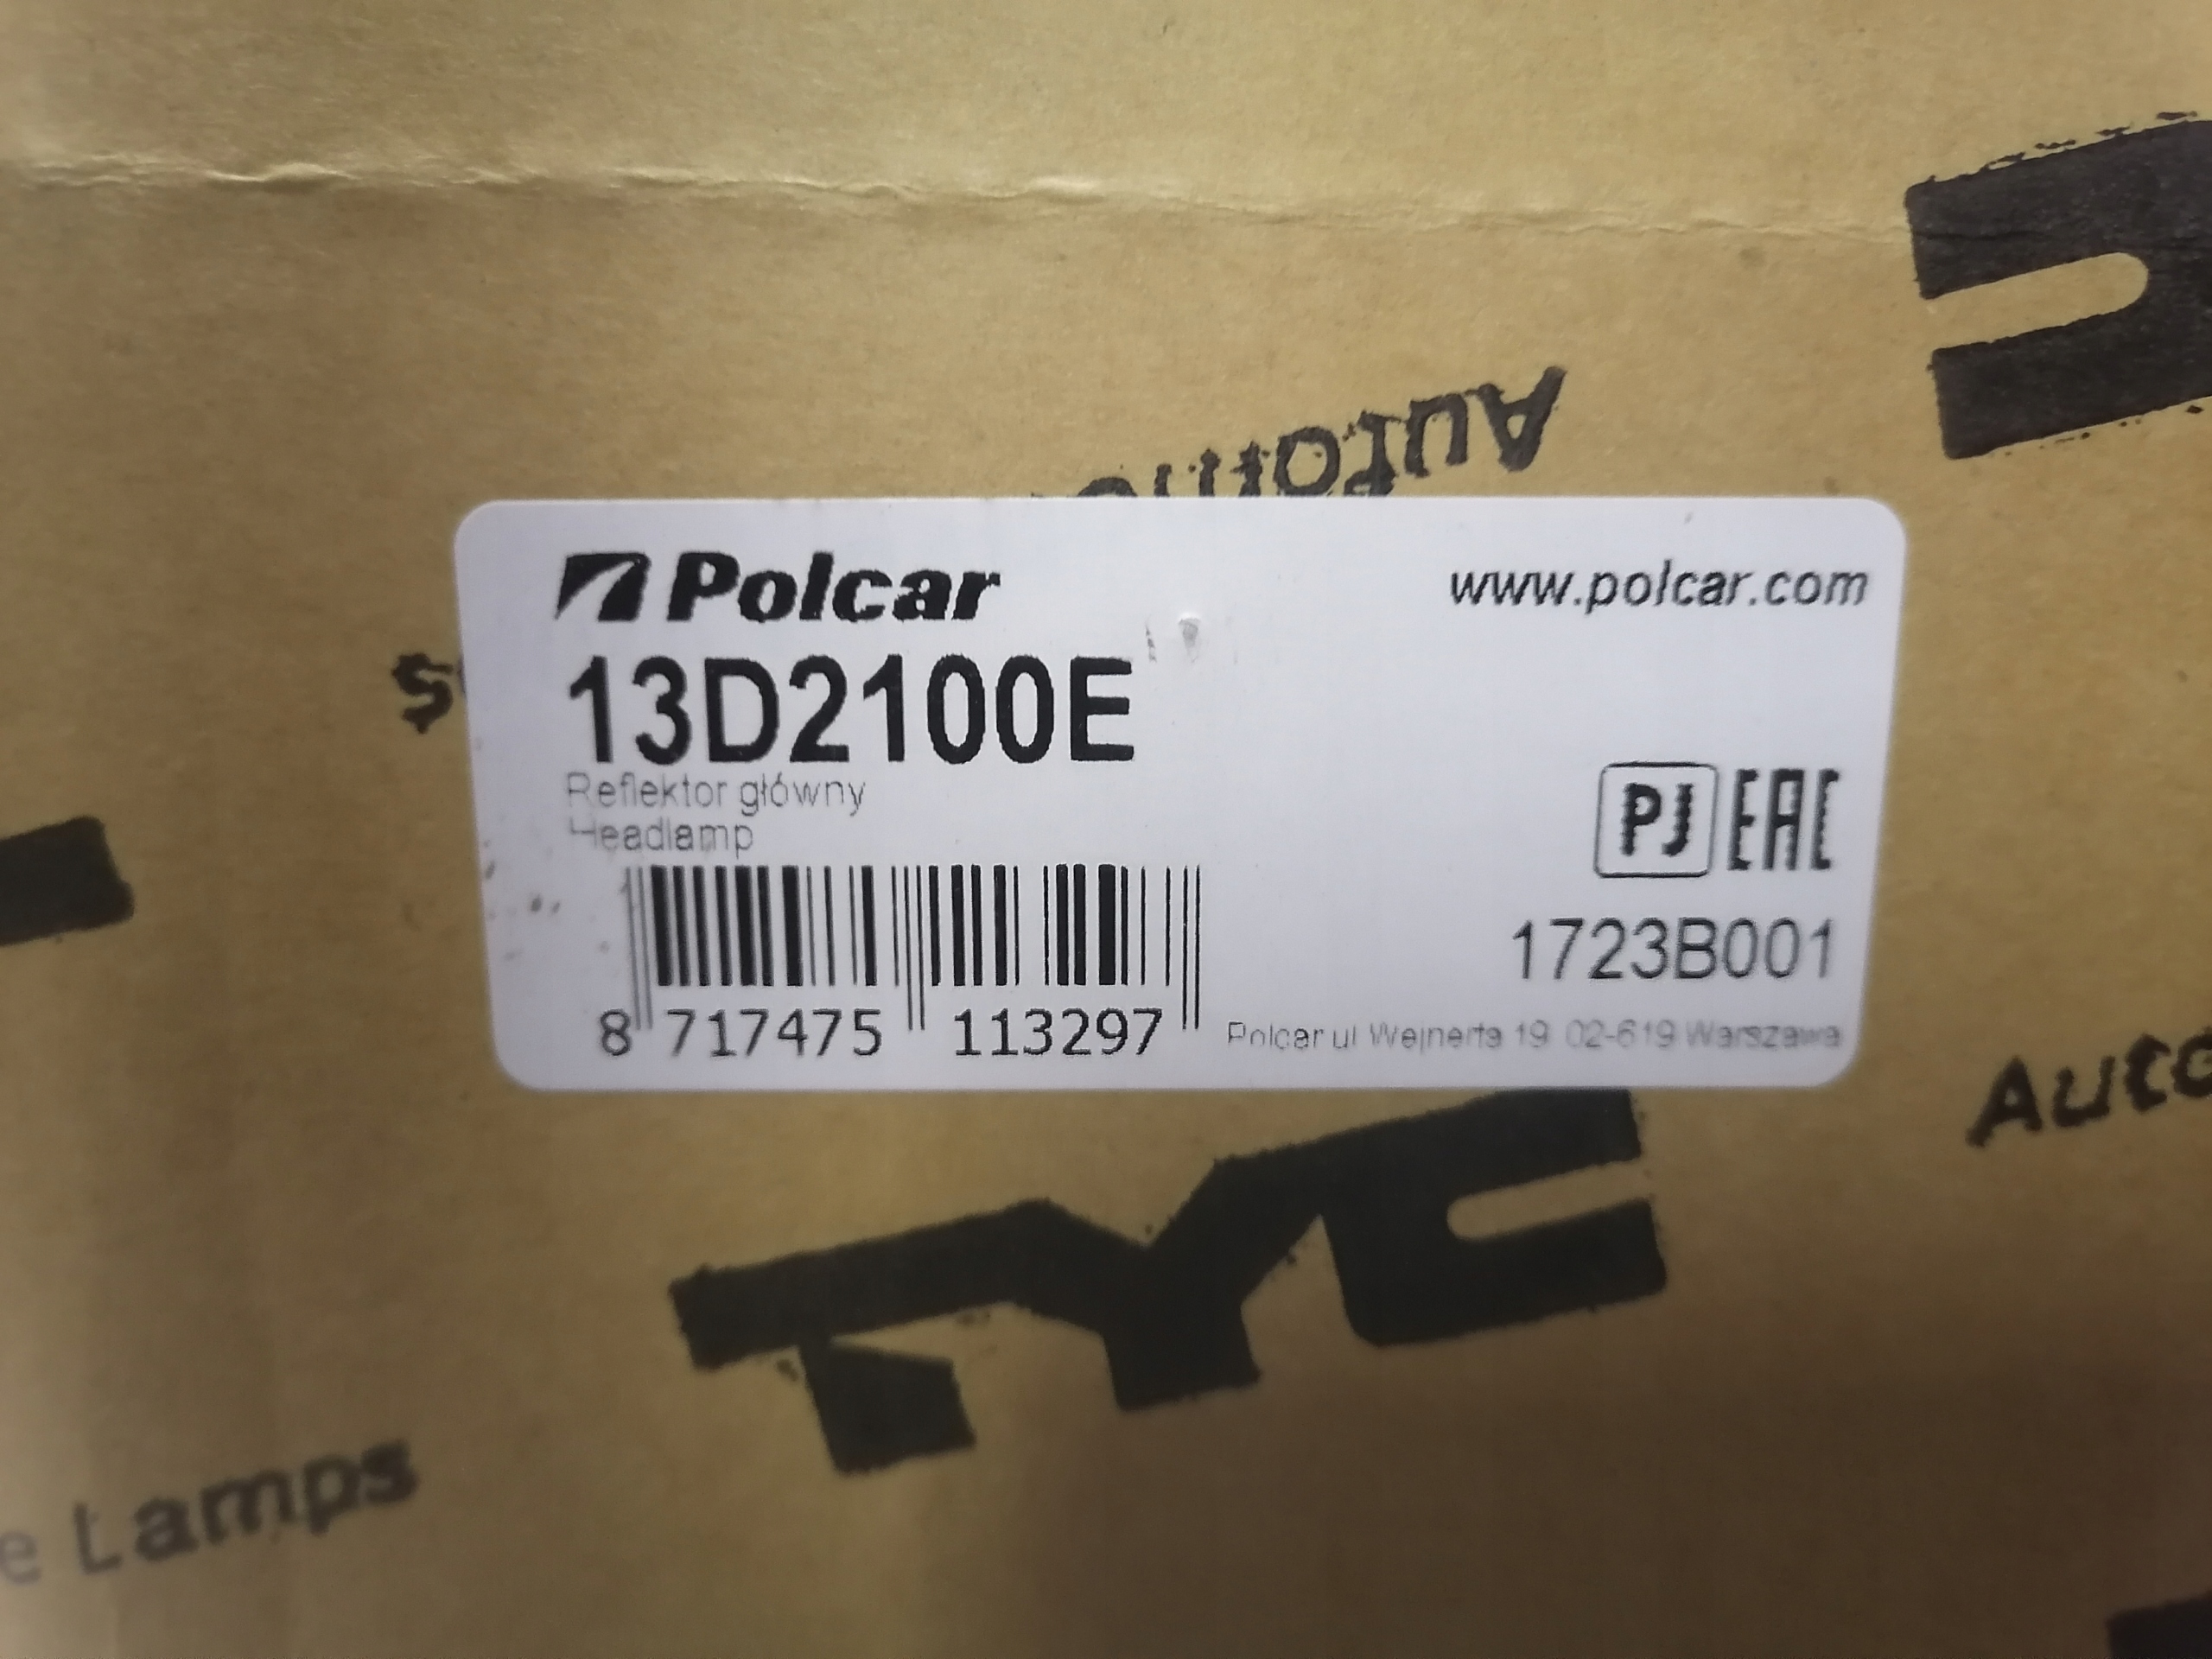 Auto
Polcar
www.polcar.com
13D2100E
Reflektor główny
Headlamp
PJ EAC
1723B001
8 717475 113297
Polcar ul Wejnerta 19 02-619 Warszawa
Auto
TYC
e Lamps